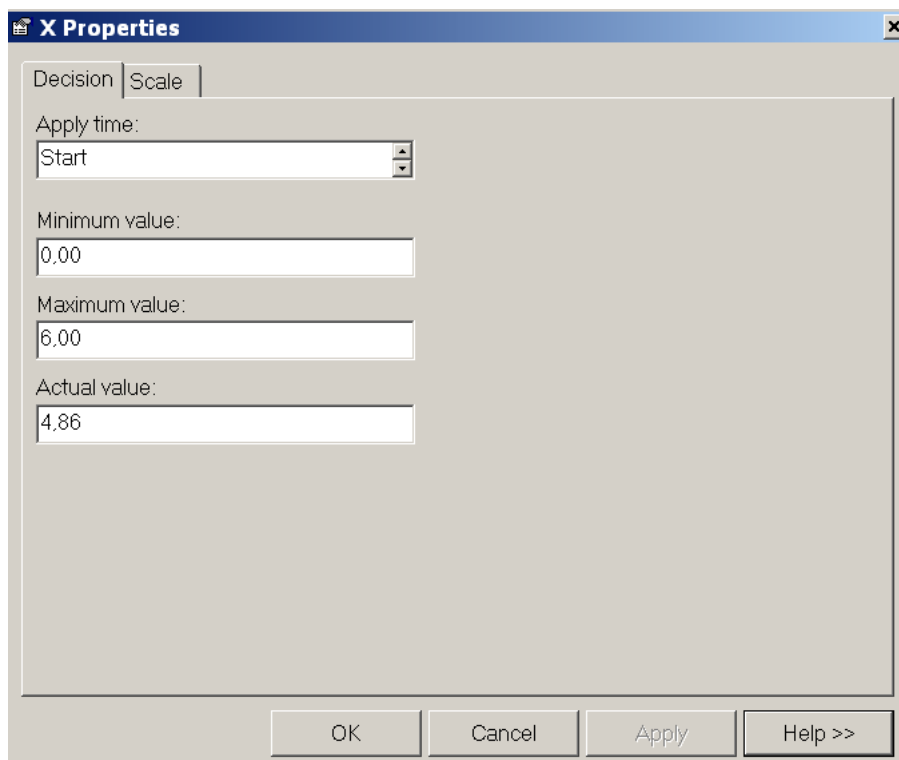 X Properties
Decision Scale
Apply time:
Start
Minimum value:
0,00
Maximum value:
6,00
Actual value:
4,86
OK Cancel Apply Help >>